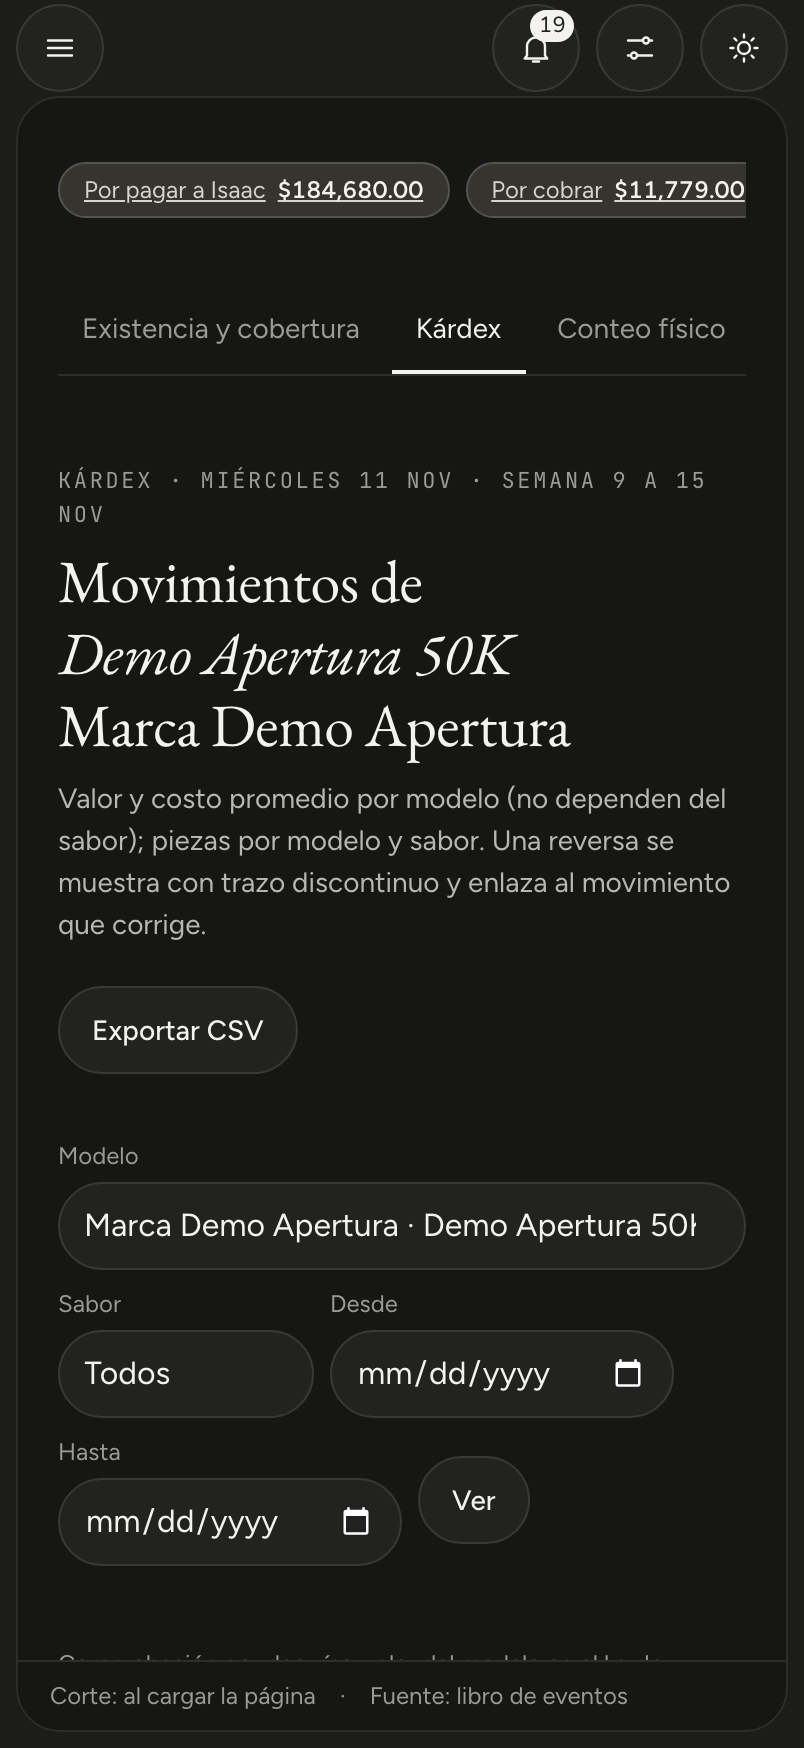 19
Por pagar a Isaac $184,680.00
Por cobrar $11,779.00
Existencia y cobertura
Kárdex
Conteo físico
KÁRDEX · MIÉRCOLES 11 NOV · SEMANA 9 A 15
NOV
Movimientos de
Demo Apertura 50K
Marca Demo Apertura
Valor y costo promedio por modelo (no dependen del
sabor); piezas por modelo y sabor. Una reversa se
muestra con trazo discontinuo y enlaza al movimiento
que corrige.
Exportar CSV
Modelo
Marca Demo Apertura · Demo Apertura 50K
Sabor
Desde
Todos
mm/dd/yyyy
Hasta
mm/dd/yyyy
Ver
Corte: al cargar la página · Fuente: libro de eventos